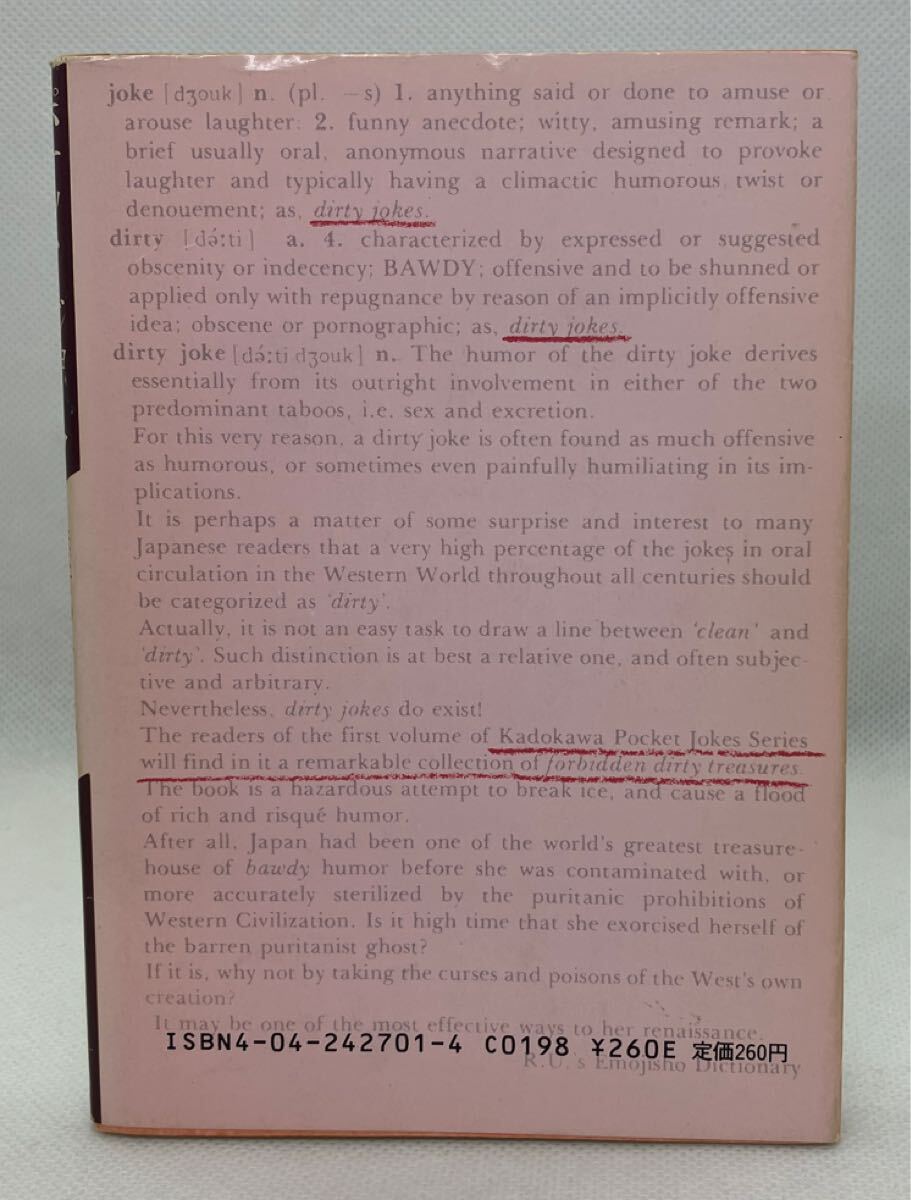 joke [dʒouk] n. (pl. —s) 1. anything said or done to amuse or
arouse laughter: 2. funny anecdote; witty, amusing remark; a
brief usually oral, anonymous narrative designed to provoke
laughter and typically having a climactic humorous twist or
denouement; as, dirty jokes.
dirty [də́ːti] a. 4. characterized by expressed or suggested
obscenity or indecency; BAWDY; offensive and to be shunned or
applied only with repugnance by reason of an implicitly offensive
idea; obscene or pornographic; as, dirty jokes.
dirty joke [də́ːti dʒouk] n. The humor of the dirty joke derives
essentially from its outright involvement in either of the two
predominant taboos, i.e. sex and excretion.
For this very reason, a dirty joke is often found as much offensive
as humorous, or sometimes even painfully humiliating in its im-
plications.
It is perhaps a matter of some surprise and interest to many
Japanese readers that a very high percentage of the jokes in oral
circulation in the Western World throughout all centuries should
be categorized as 'dirty'.
Actually, it is not an easy task to draw a line between 'clean' and
'dirty'. Such distinction is at best a relative one, and often subjec-
tive and arbitrary.
Nevertheless, dirty jokes do exist!
The readers of the first volume of Kadokawa Pocket Jokes Series
will find in it a remarkable collection of forbidden dirty treasures.
The book is a hazardous attempt to break ice, and cause a flood
of rich and risqué humor.
After all, Japan had been one of the world's greatest treasure-
house of bawdy humor before she was contaminated with, or
more accurately sterilized by the puritanic prohibitions of
Western Civilization. Is it high time that she exorcised herself of
the barren puritanist ghost?
If it is, why not by taking the curses and poisons of the West's own
creation?
It may be one of the most effective ways to her renaissance.
ISBN4-04-242701-4 C0198 ¥260E 定価260円
R.U.'s Emojisho Dictionary